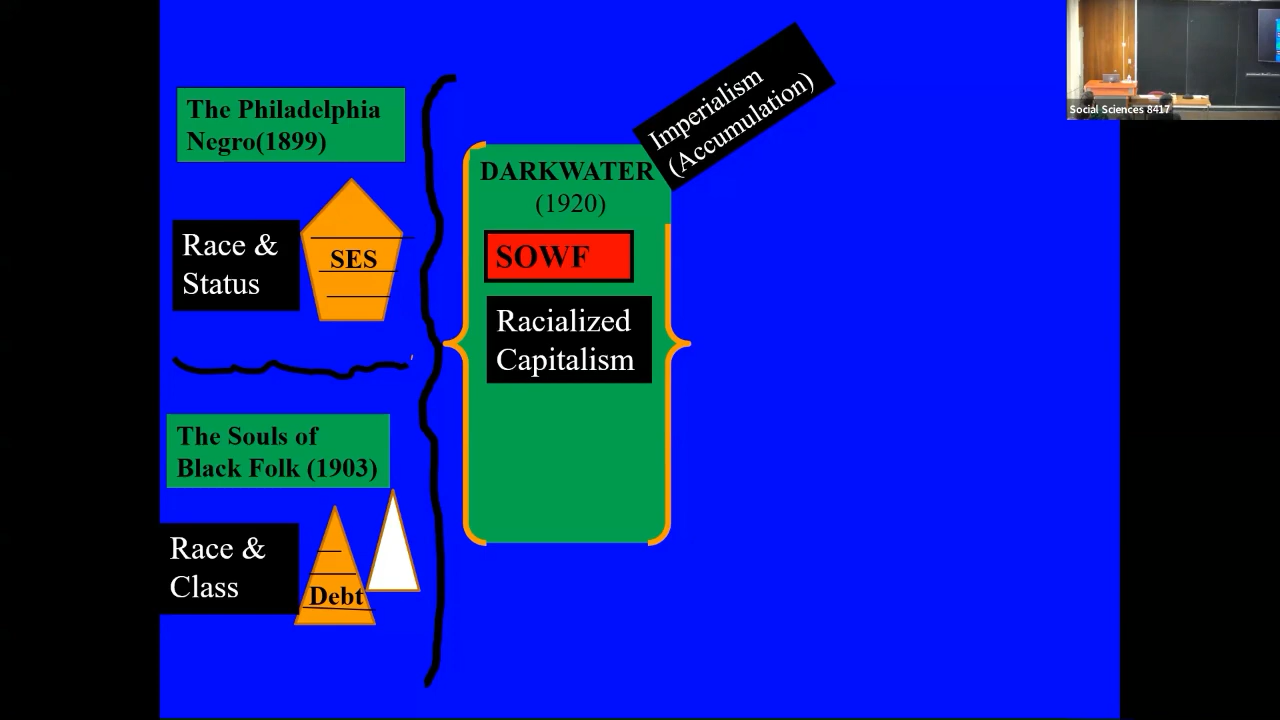 The Philadelphia
Negro(1899)
Race &
Status
SES
The Souls of
Black Folk (1903)
Race &
Class
Debt
DARKWATER
(1920)
SOWF
Racialized
Capitalism
Imperialism
(Accumulation)
Social Sciences 8417